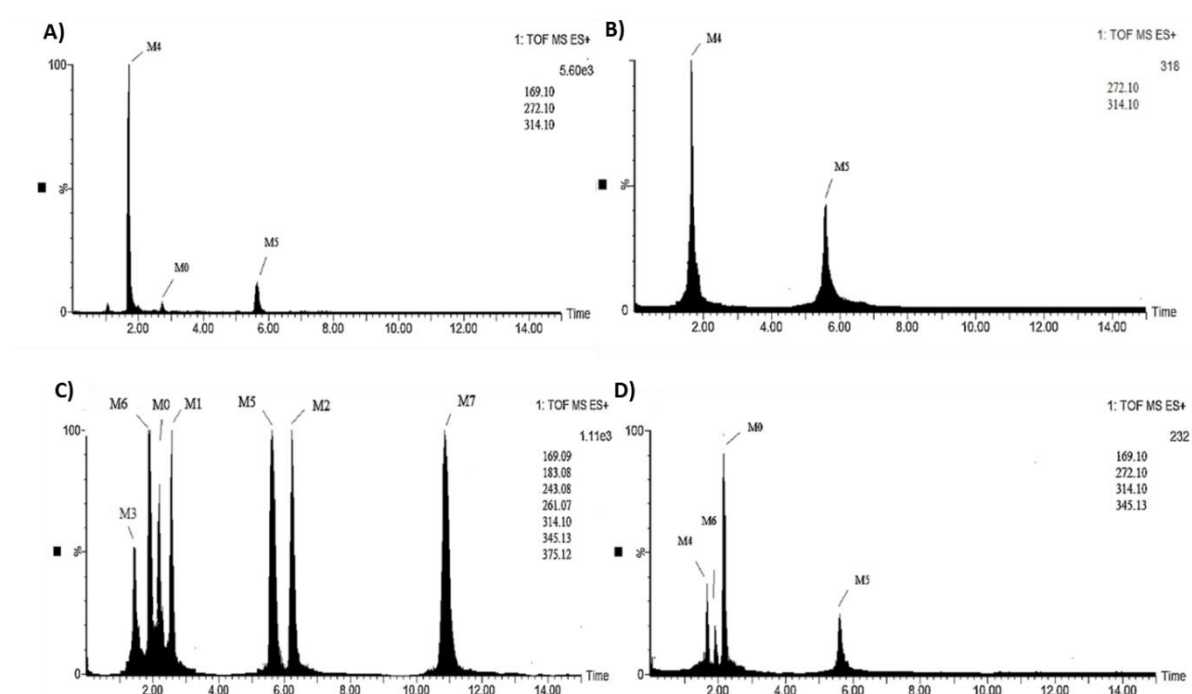 A)
M4
1: TOF MS ES+
5.60e3
169.10
272.10
314.10
100
%
M0
M5
0
2.00 4.00 6.00 8.00 10.00 12.00 14.00
Time
B)
M4
1: TOF MS ES+
318
272.10
314.10
%
M5
0
2.00 4.00 6.00 8.00 10.00 12.00 14.00
Time
C)
M6 M0 M1 M5 M2 M7
1: TOF MS ES+
1.11e3
169.09
183.08
243.08
261.07
314.10
345.13
375.12
100
M3
%
0
2.00 4.00 6.00 8.00 10.00 12.00 14.00
Time
D)
M0
1: TOF MS ES+
232
169.10
272.10
314.10
345.13
100
M6
M4
%
M5
0
2.00 4.00 6.00 8.00 10.00 12.00 14.00
Time